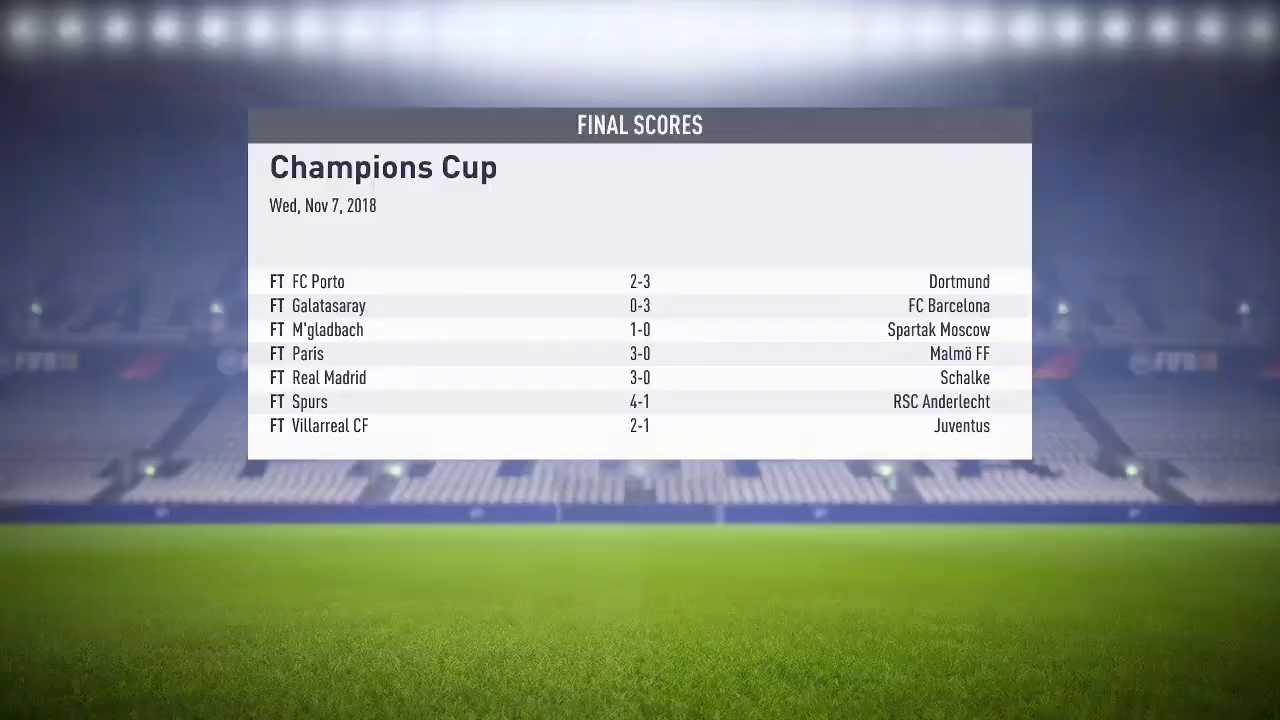 FINAL SCORES
Champions Cup
Wed, Nov 7, 2018
FT FC Porto 2-3 Dortmund
FT Galatasaray 0-3 FC Barcelona
FT M'gladbach 1-0 Spartak Moscow
FT Paris 3-0 Malmö FF
FT Real Madrid 3-0 Schalke
FT Spurs 4-1 RSC Anderlecht
FT Villarreal CF 2-1 Juventus